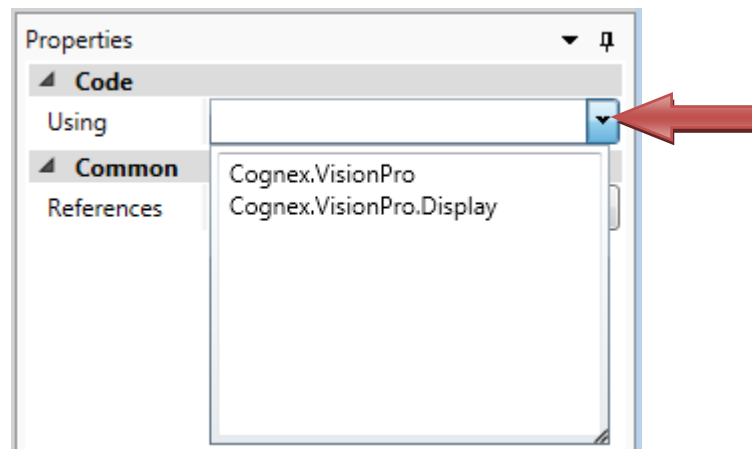 Properties
Code
Using
Common
Cognex.VisionPro
References
Cognex.VisionPro.Display